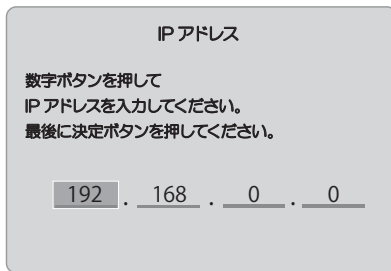 IP アドレス
数字ボタンを押して
IP アドレスを入力してください。
最後に決定ボタンを押してください。
192 . 168 . 0 . 0